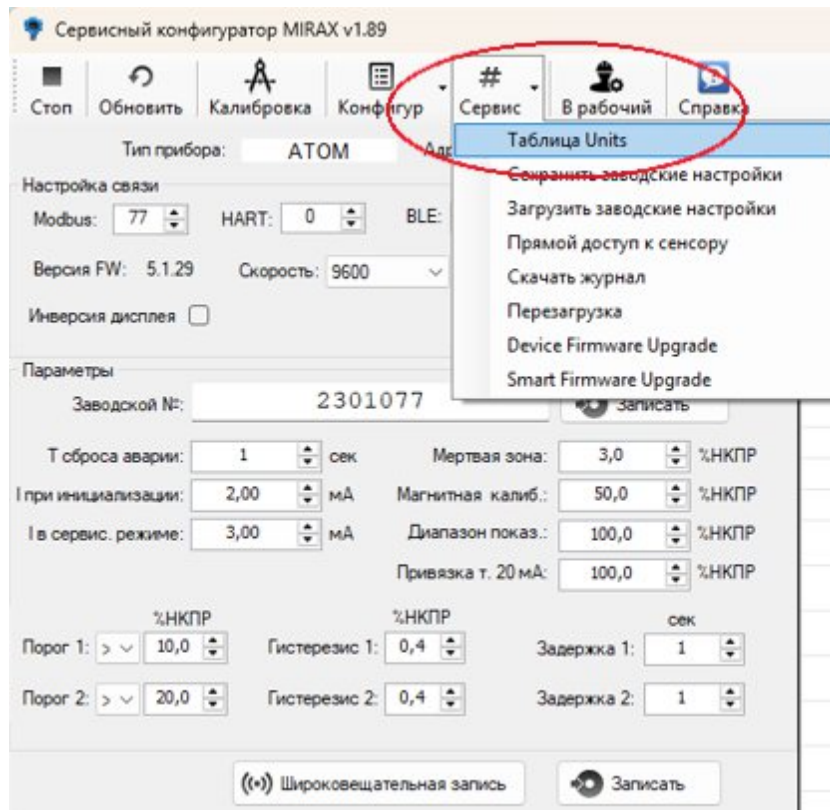 Сервисный конфигуратор MIRAX v1.89
Стоп Обновить Калибровка Конфигур Сервис В рабочий Справка
Таблица Units
Сохранить заводские настройки
Загрузить заводские настройки
Прямой доступ к сенсору
Скачать журнал
Перезагрузка
Device Firmware Upgrade
Smart Firmware Upgrade
Тип прибора: ATOM Адр
Настройка связи
Modbus: 77 HART: 0 BLE:
Версия FW: 5.1.29 Скорость: 9600
Инверсия дисплея
Параметры
Заводской №: 2301077 Записать
Т сброса аварии: 1 сек Мертвая зона: 3,0 %НКПР
I при инициализации: 2,00 мА Магнитная калиб.: 50,0 %НКПР
I в сервис. режиме: 3,00 мА Диапазон показ.: 100,0 %НКПР
Привязка т. 20 мА: 100,0 %НКПР
%НКПР %НКПР сек
Порог 1: > 10,0 Гистерезис 1: 0,4 Задержка 1: 1
Порог 2: > 20,0 Гистерезис 2: 0,4 Задержка 2: 1
Широковещательная запись Записать